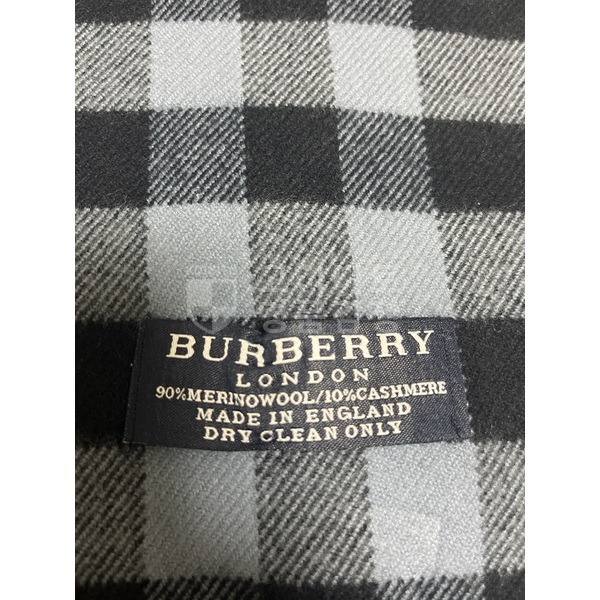 BURBERRY
LONDON
90%MERINOWOOL/10%CASHMERE
MADE IN ENGLAND
DRY CLEAN ONLY